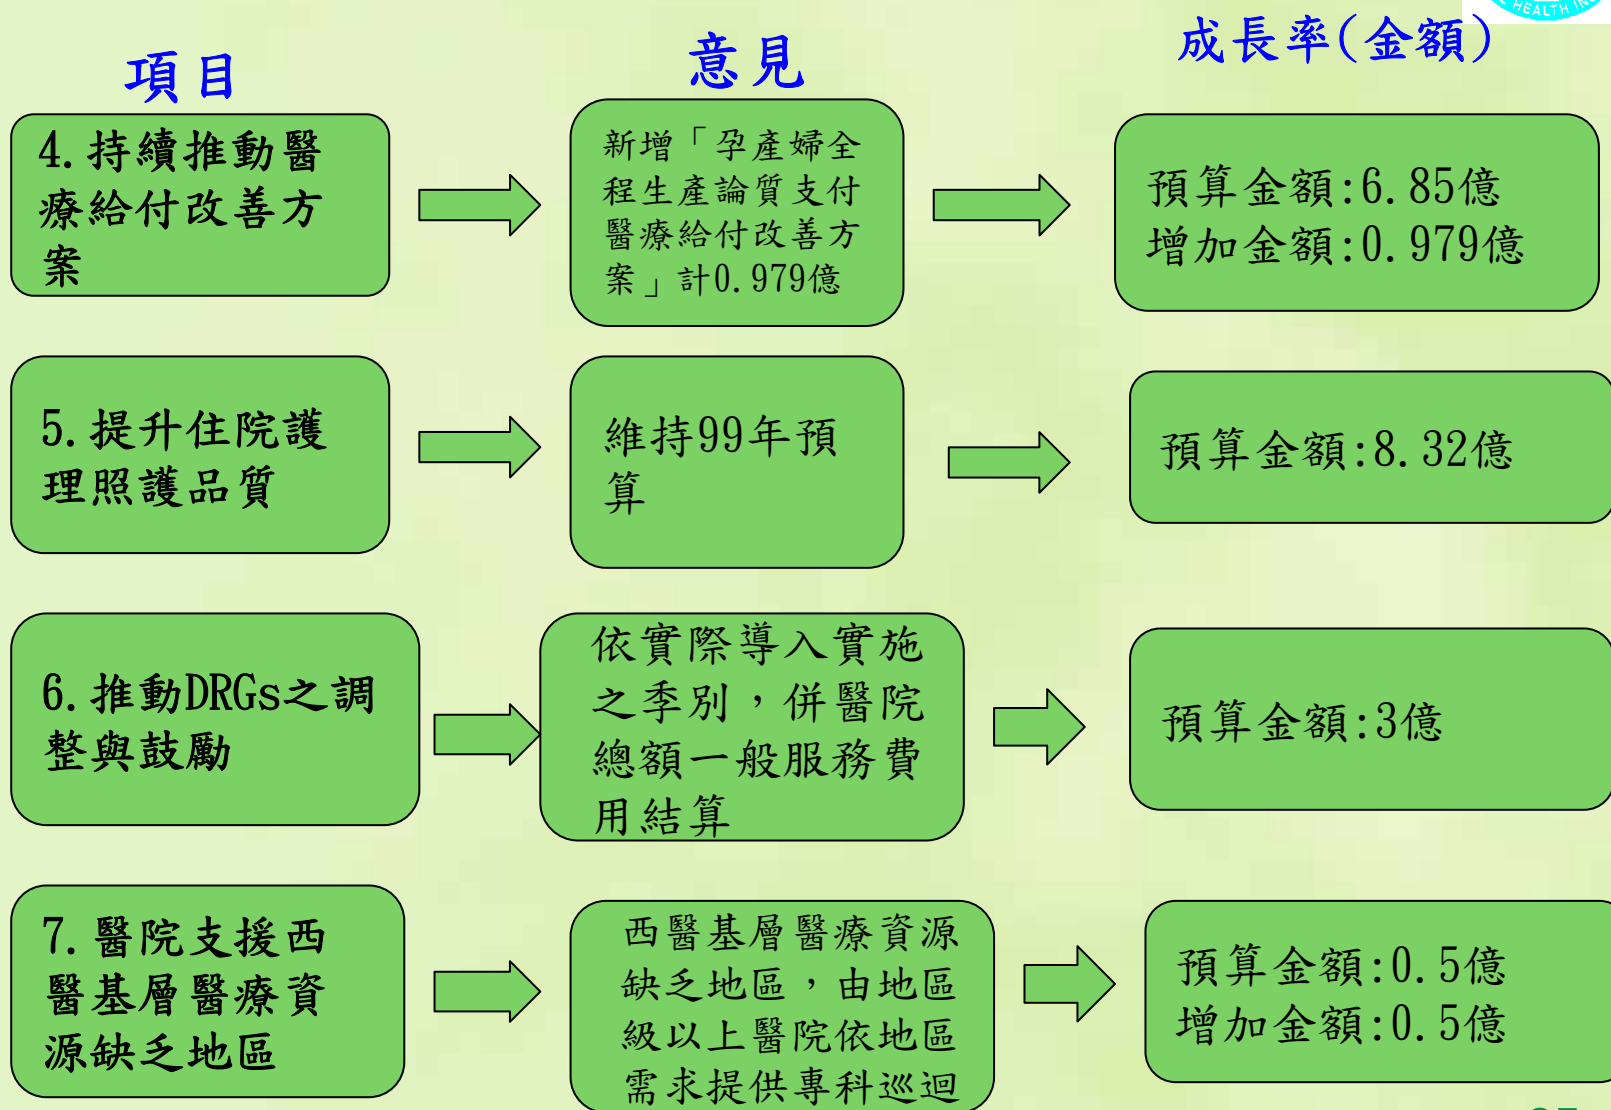 HEALTH IN
項目
意見
成長率(金額)
4.持續推動醫
療給付改善方
案
新增「孕產婦全
程生產論質支付
醫療給付改善方
案」計0.979億
預算金額:6.85億
增加金額:0.979億
5.提升住院護
理照護品質
維持99年預
算
預算金額:8.32億
6.推動DRGs之調
整與鼓勵
依實際導入實施
之季別，併醫院
總額一般服務費
用結算
預算金額:3億
7.醫院支援西
醫基層醫療資
源缺乏地區
西醫基層醫療資源
缺乏地區，由地區
級以上醫院依地區
需求提供專科巡迴
預算金額:0.5億
增加金額:0.5億